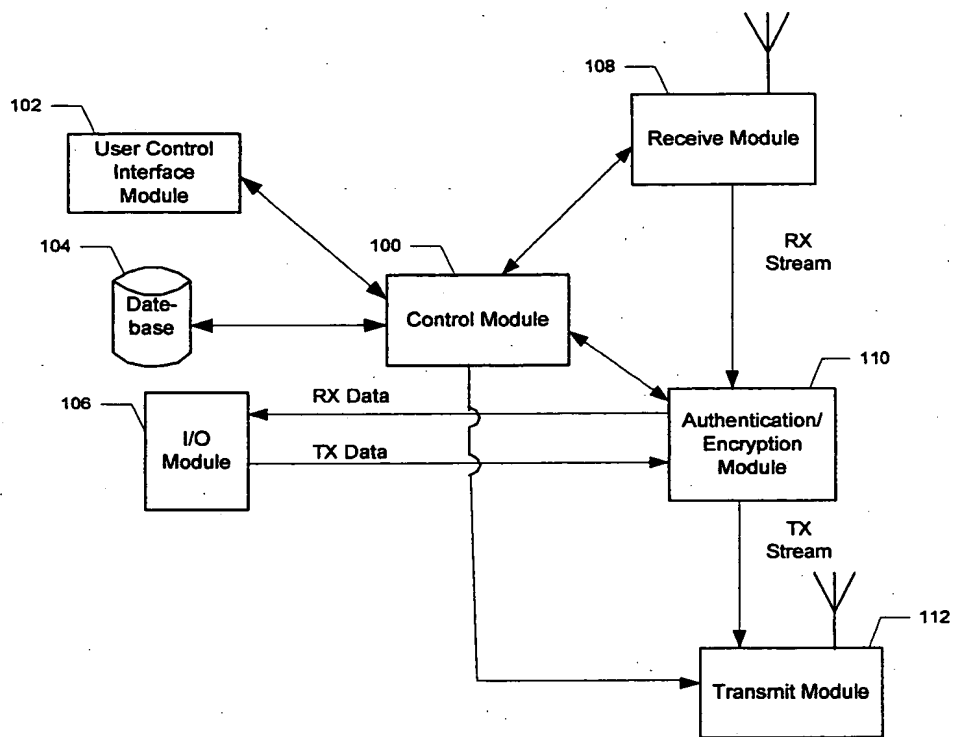 108
Receive Module
102
User Control
Interface
Module
RX
Stream
104
Date-
base
100
Control Module
110
106
I/O
Module
RX Data
TX Data
Authentication/
Encryption
Module
TX
Stream
112
Transmit Module